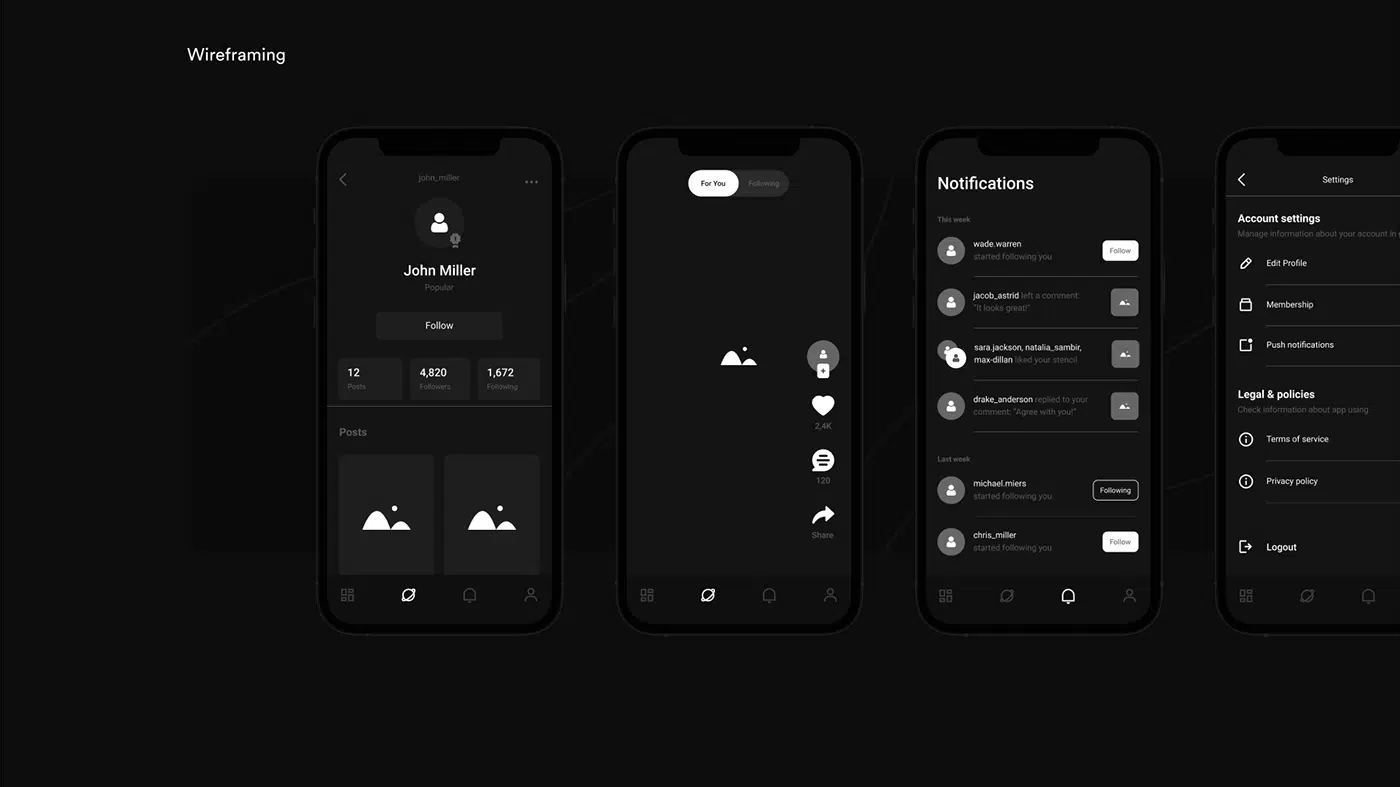 Wireframing
john_miller
John Miller
Popular
Follow
12
Posts
4,820
Followers
1,672
Following
Posts
For You
Following
2,4K
120
Share
Notifications
This week
wade.warren
started following you
Follow
jacob_astrid left a comment:
"It looks great!"
sara.jackson, natalia_sambir,
max-dillan liked your stencil
drake_anderson replied to your
comment: "Agree with you!"
Last week
michael.miers
started following you
Following
chris_miller
started following you
Follow
Settings
Account settings
Manage information about your account in
Edit Profile
Membership
Push notifications
Legal & policies
Check information about app using
Terms of service
Privacy policy
Logout